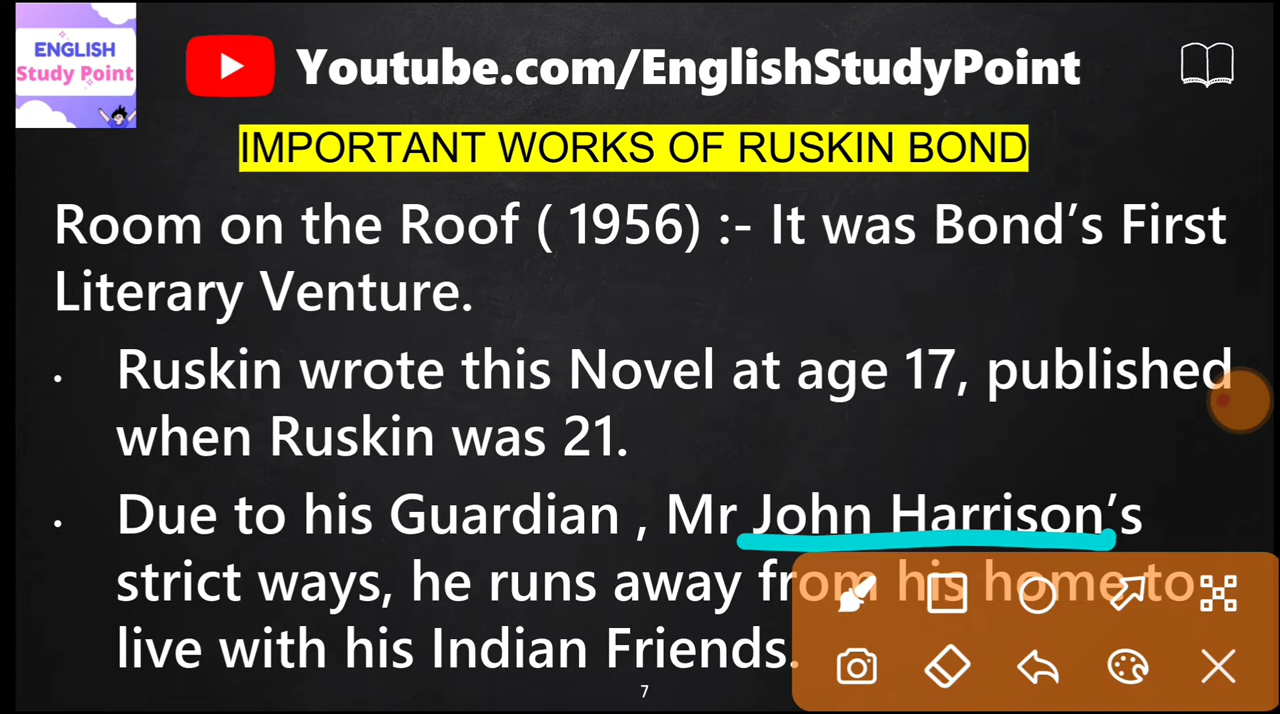 ENGLISH
Study Point
Youtube.com/EnglishStudyPoint
IMPORTANT WORKS OF RUSKIN BOND
Room on the Roof ( 1956) :- It was Bond’s First
Literary Venture.
• Ruskin wrote this Novel at age 17, published
when Ruskin was 21.
• Due to his Guardian , Mr John Harrison’s
strict ways, he runs away from his home to
live with his Indian Friends.
7